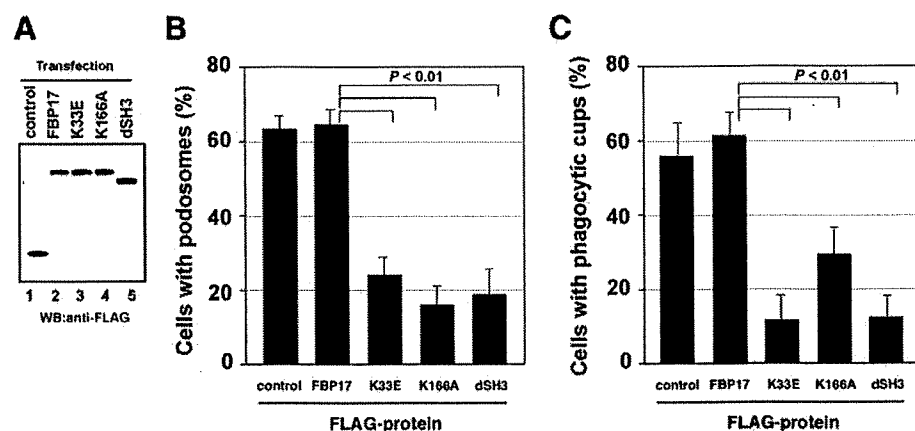 A
Transfection
control
FBP17
K33E
K166A
dSH3
1 2 3 4 5
WB:anti-FLAG
B
Cells with podosomes (%)
80
60
40
20
0
P < 0.01
control FBP17 K33E K166A dSH3
FLAG-protein
C
Cells with phagocytic cups (%)
80
60
40
20
0
P < 0.01
control FBP17 K33E K166A dSH3
FLAG-protein